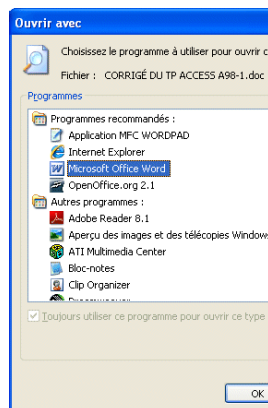 Ouvrir avec
Choisissez le programme à utiliser pour ouvrir c
Fichier : CORRIGÉ DU TP ACCESS A98-1.doc
Programmes
Programmes recommandés :
Application MFC WORDPAD
Internet Explorer
Microsoft Office Word
OpenOffice.org 2.1
Autres programmes :
Adobe Reader 8.1
Aperçu des images et des télécopies Window
ATI Multimedia Center
Bloc-notes
Clip Organizer
Toujours utiliser ce programme pour ouvrir ce type
OK